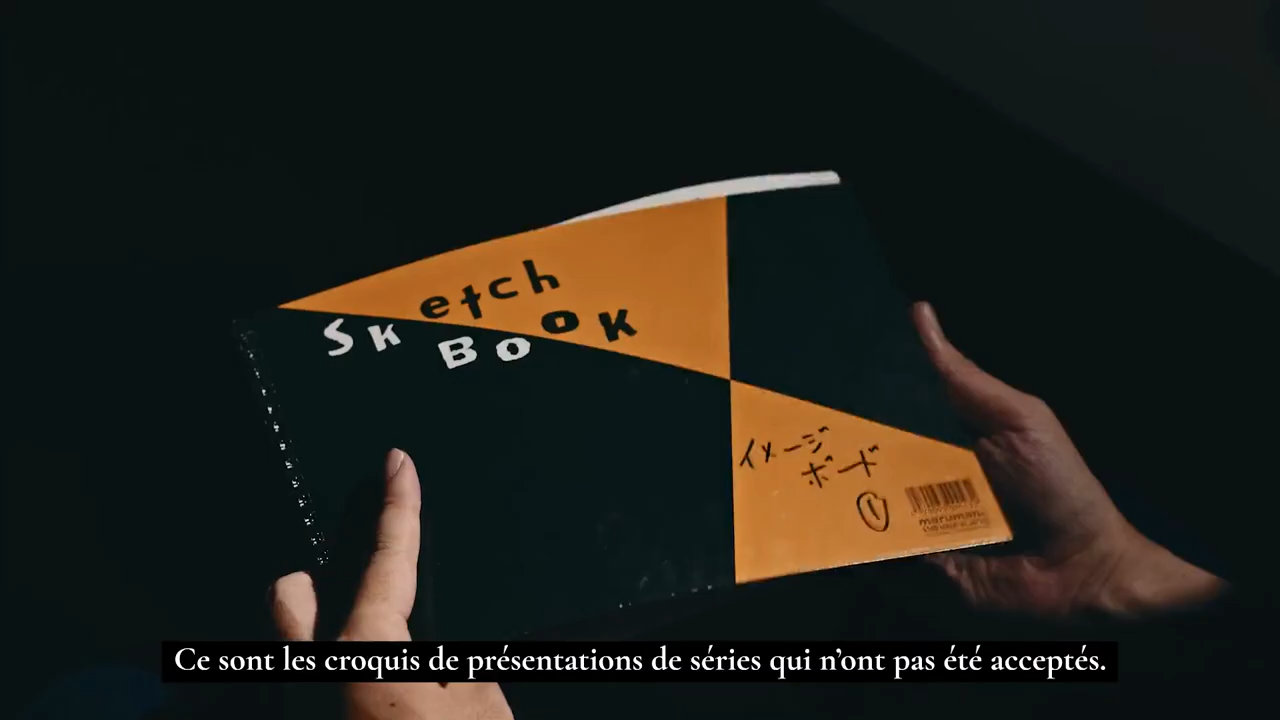 Sketch
Book
イメージ
ボード
①
maruman
Ce sont les croquis de présentations de séries qui n'ont pas été acceptés.